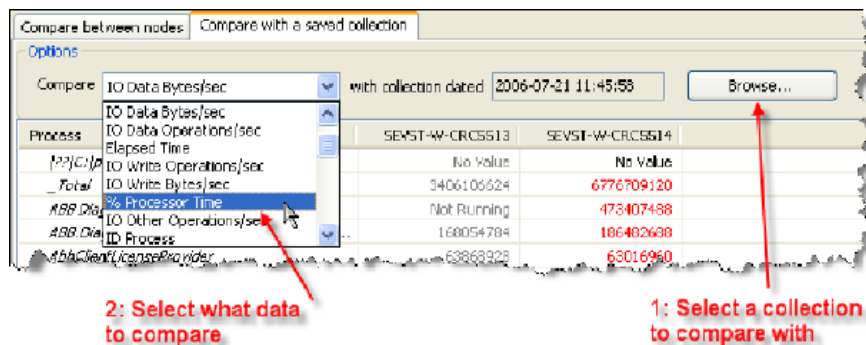 Compare between nodes Compare with a saved collection
Options
Compare IO Data Bytes/sec with collection dated 2006-07-21 11:45:58 Browse...
IO Data Bytes/sec
IO Data Operations/sec
Process Elapsed Time SEVST-W-CRCSS13 SEVST-W-CRCSS14
IO Write Operations/sec No Value No Value
_Total IO Write Bytes/sec 3406106624 6776709120
ABB % Processor Time Not Running 473407488
ABB IO Other Operations/sec ... 168054784 186482688
ID Process
AbbClientLicenseProvider 63868928 63016960
2: Select what data
to compare
1: Select a collection
to compare with